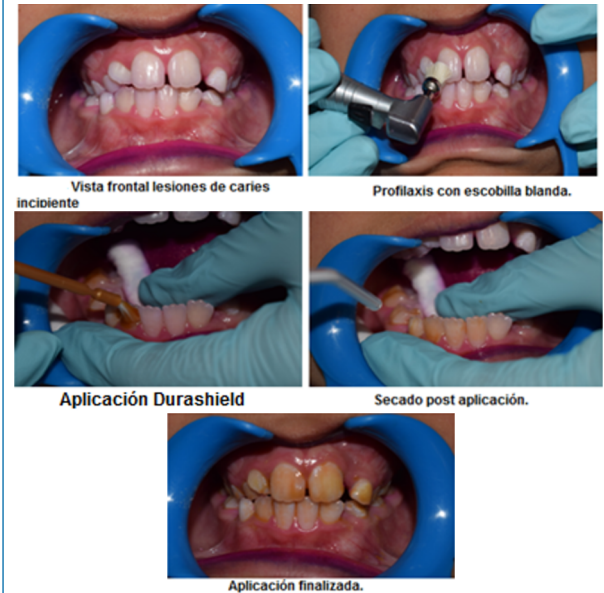 Vista frontal lesiones de caries
incipiente
Profilaxis con escobilla blanda.
Aplicación Durashield
Secado post aplicación.
Aplicación finalizada.